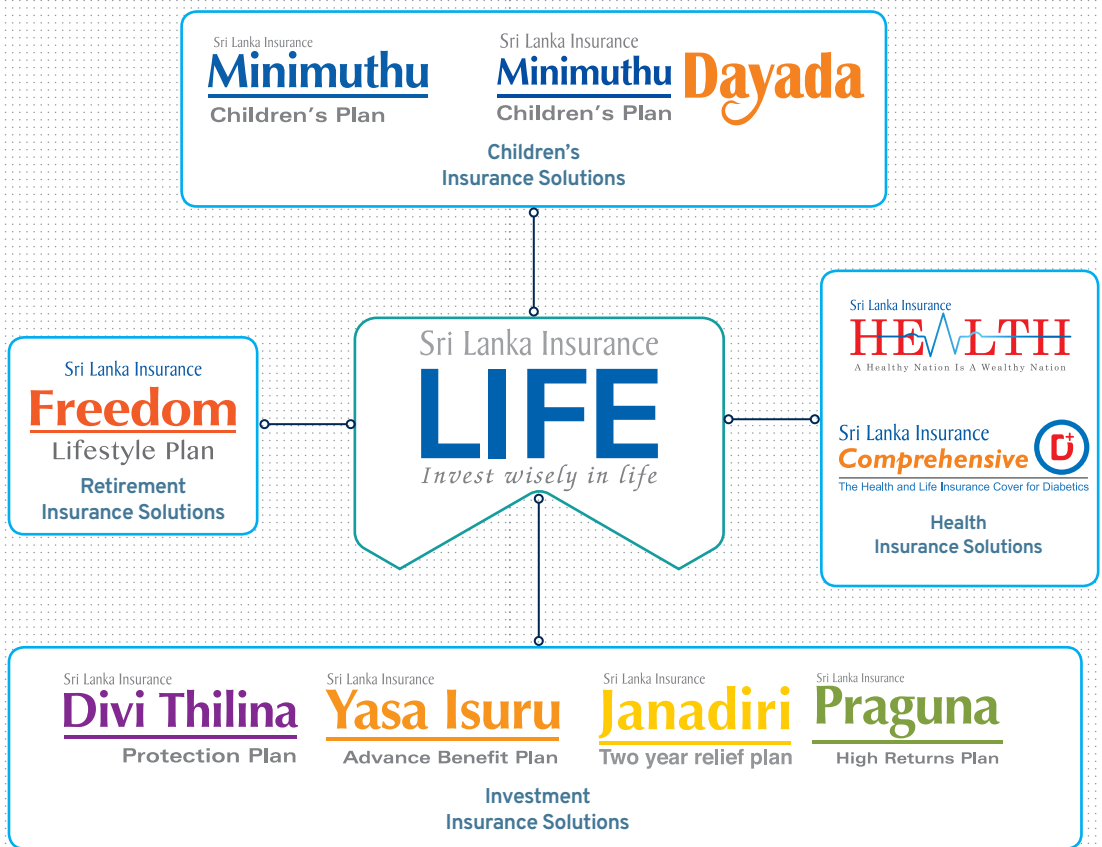 Sri Lanka Insurance
Minimuthu
Children's Plan
Sri Lanka Insurance
Minimuthu Dayada
Children's Plan
Children's
Insurance Solutions
Sri Lanka Insurance
Freedom
Lifestyle Plan
Retirement
Insurance Solutions
Sri Lanka Insurance
LIFE
Invest wisely in life
Sri Lanka Insurance
HEALTH
A Healthy Nation Is A Wealthy Nation
Sri Lanka Insurance
Comprehensive D+
The Health and Life Insurance Cover for Diabetics
Health
Insurance Solutions
Sri Lanka Insurance
Divi Thilina
Protection Plan
Sri Lanka Insurance
Yasa Isuru
Advance Benefit Plan
Sri Lanka Insurance
Janadiri
Two year relief plan
Sri Lanka Insurance
Praguna
High Returns Plan
Investment
Insurance Solutions